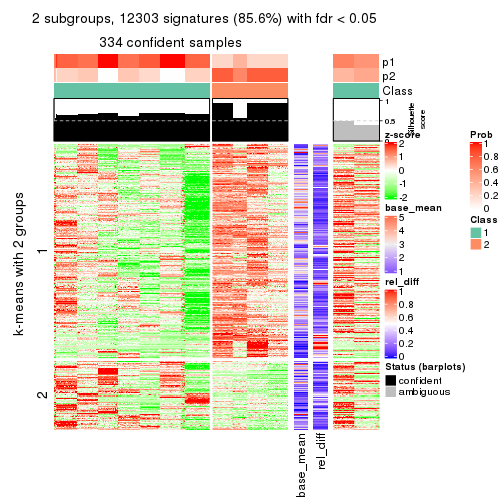 2 subgroups, 12303 signatures (85.6%) with fdr < 0.05
334 confident samples
p1
p2
Class
1
0.5
0
Silhouette
score
k-means with 2 groups
1
2
base_mean
rel_diff
z-score
2
1
0
-1
-2
base_mean
5
4
3
2
1
rel_diff
1
0.8
0.6
0.4
0.2
0
Status (barplots)
confident
ambiguous
Prob
1
0.8
0.6
0.4
0.2
0
Class
1
2